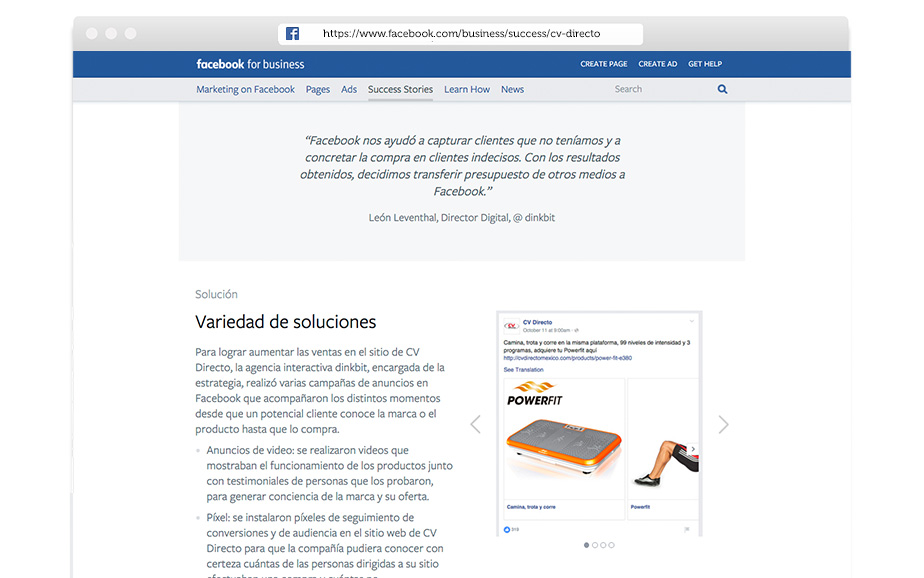 https://www.facebook.com/business/success/cv-directo
facebook for business
CREATE PAGE CREATE AD GET HELP
Marketing on Facebook Pages Ads Success Stories Learn How News Search
“Facebook nos ayudó a capturar clientes que no teníamos y a
concretar la compra en clientes indecisos. Con los resultados
obtenidos, decidimos transferir presupuesto de otros medios a
Facebook.”
León Leventhal, Director Digital, @ dinkbit
Solución
Variedad de soluciones
Para lograr aumentar las ventas en el sitio de CV
Directo, la agencia interactiva dinkbit, encargada de la
estrategia, realizó varias campañas de anuncios en
Facebook que acompañaron los distintos momentos
desde que un potencial cliente conoce la marca o el
producto hasta que lo compra.
Anuncios de video: se realizaron videos que
mostraban el funcionamiento de los productos junto
con testimoniales de personas que los probaron,
para generar conciencia de la marca y su oferta.
Píxel: se instalaron píxeles de seguimiento de
conversiones y de audiencia en el sitio web de CV
Directo para que la compañía pudiera conocer con
certeza cuántas de las personas dirigidas a su sitio
CV Directo
October 11 at 3:00am
Camina, trota y corre en la misma plataforma, 99 niveles de intensidad y 3
programas, adquiere tu Powerfit aquí
http://cvdirectomexico.com/products/power-fit-e380
See Translation
POWERFIT
Camina, trota y corre
Powerfit